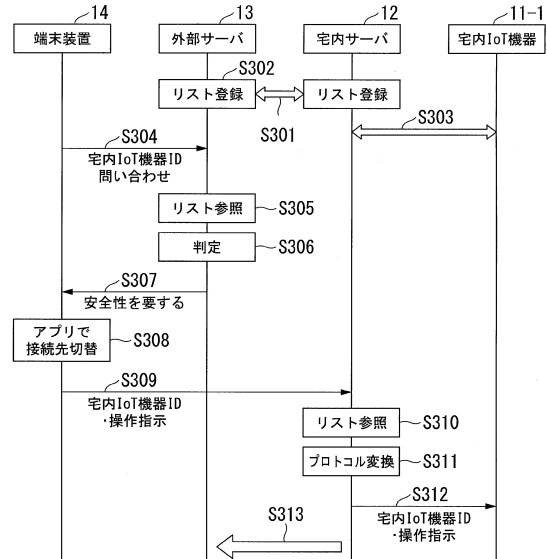 14
13
12
11-1
端末装置
外部サーバ
宅内サーバ
宅内IoT機器
S302
リスト登録
リスト登録
S301
S303
S304
宅内IoT機器ID
問い合わせ
リスト参照
S305
判定
S306
S307
安全性を要する
アプリで
接続先切替
S308
S309
宅内IoT機器ID
・操作指示
リスト参照
S310
プロトコル変換
S311
S312
宅内IoT機器ID
・操作指示
S313